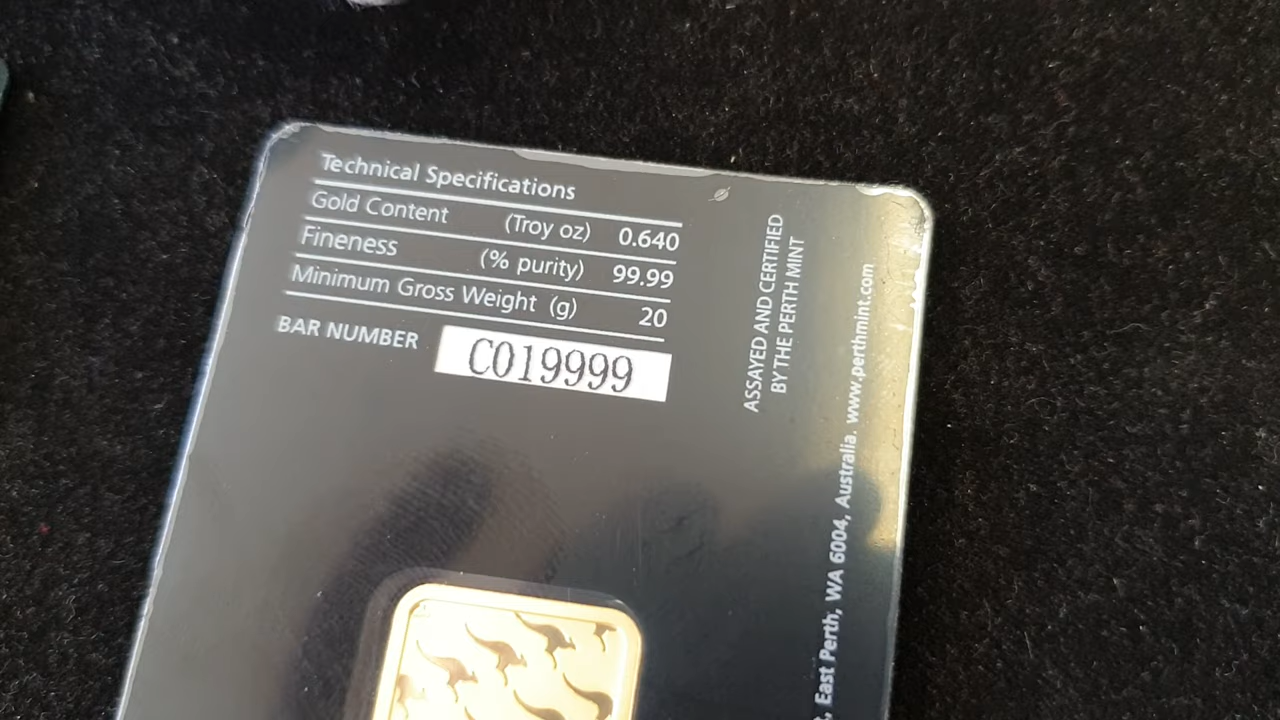 Technical Specifications
Gold Content (Troy oz) 0.640
Fineness (% purity) 99.99
Minimum Gross Weight (g) 20
BAR NUMBER C019999
ASSAYED AND CERTIFIED
BY THE PERTH MINT
, East Perth, WA 6004, Australia. www.perthmint.com